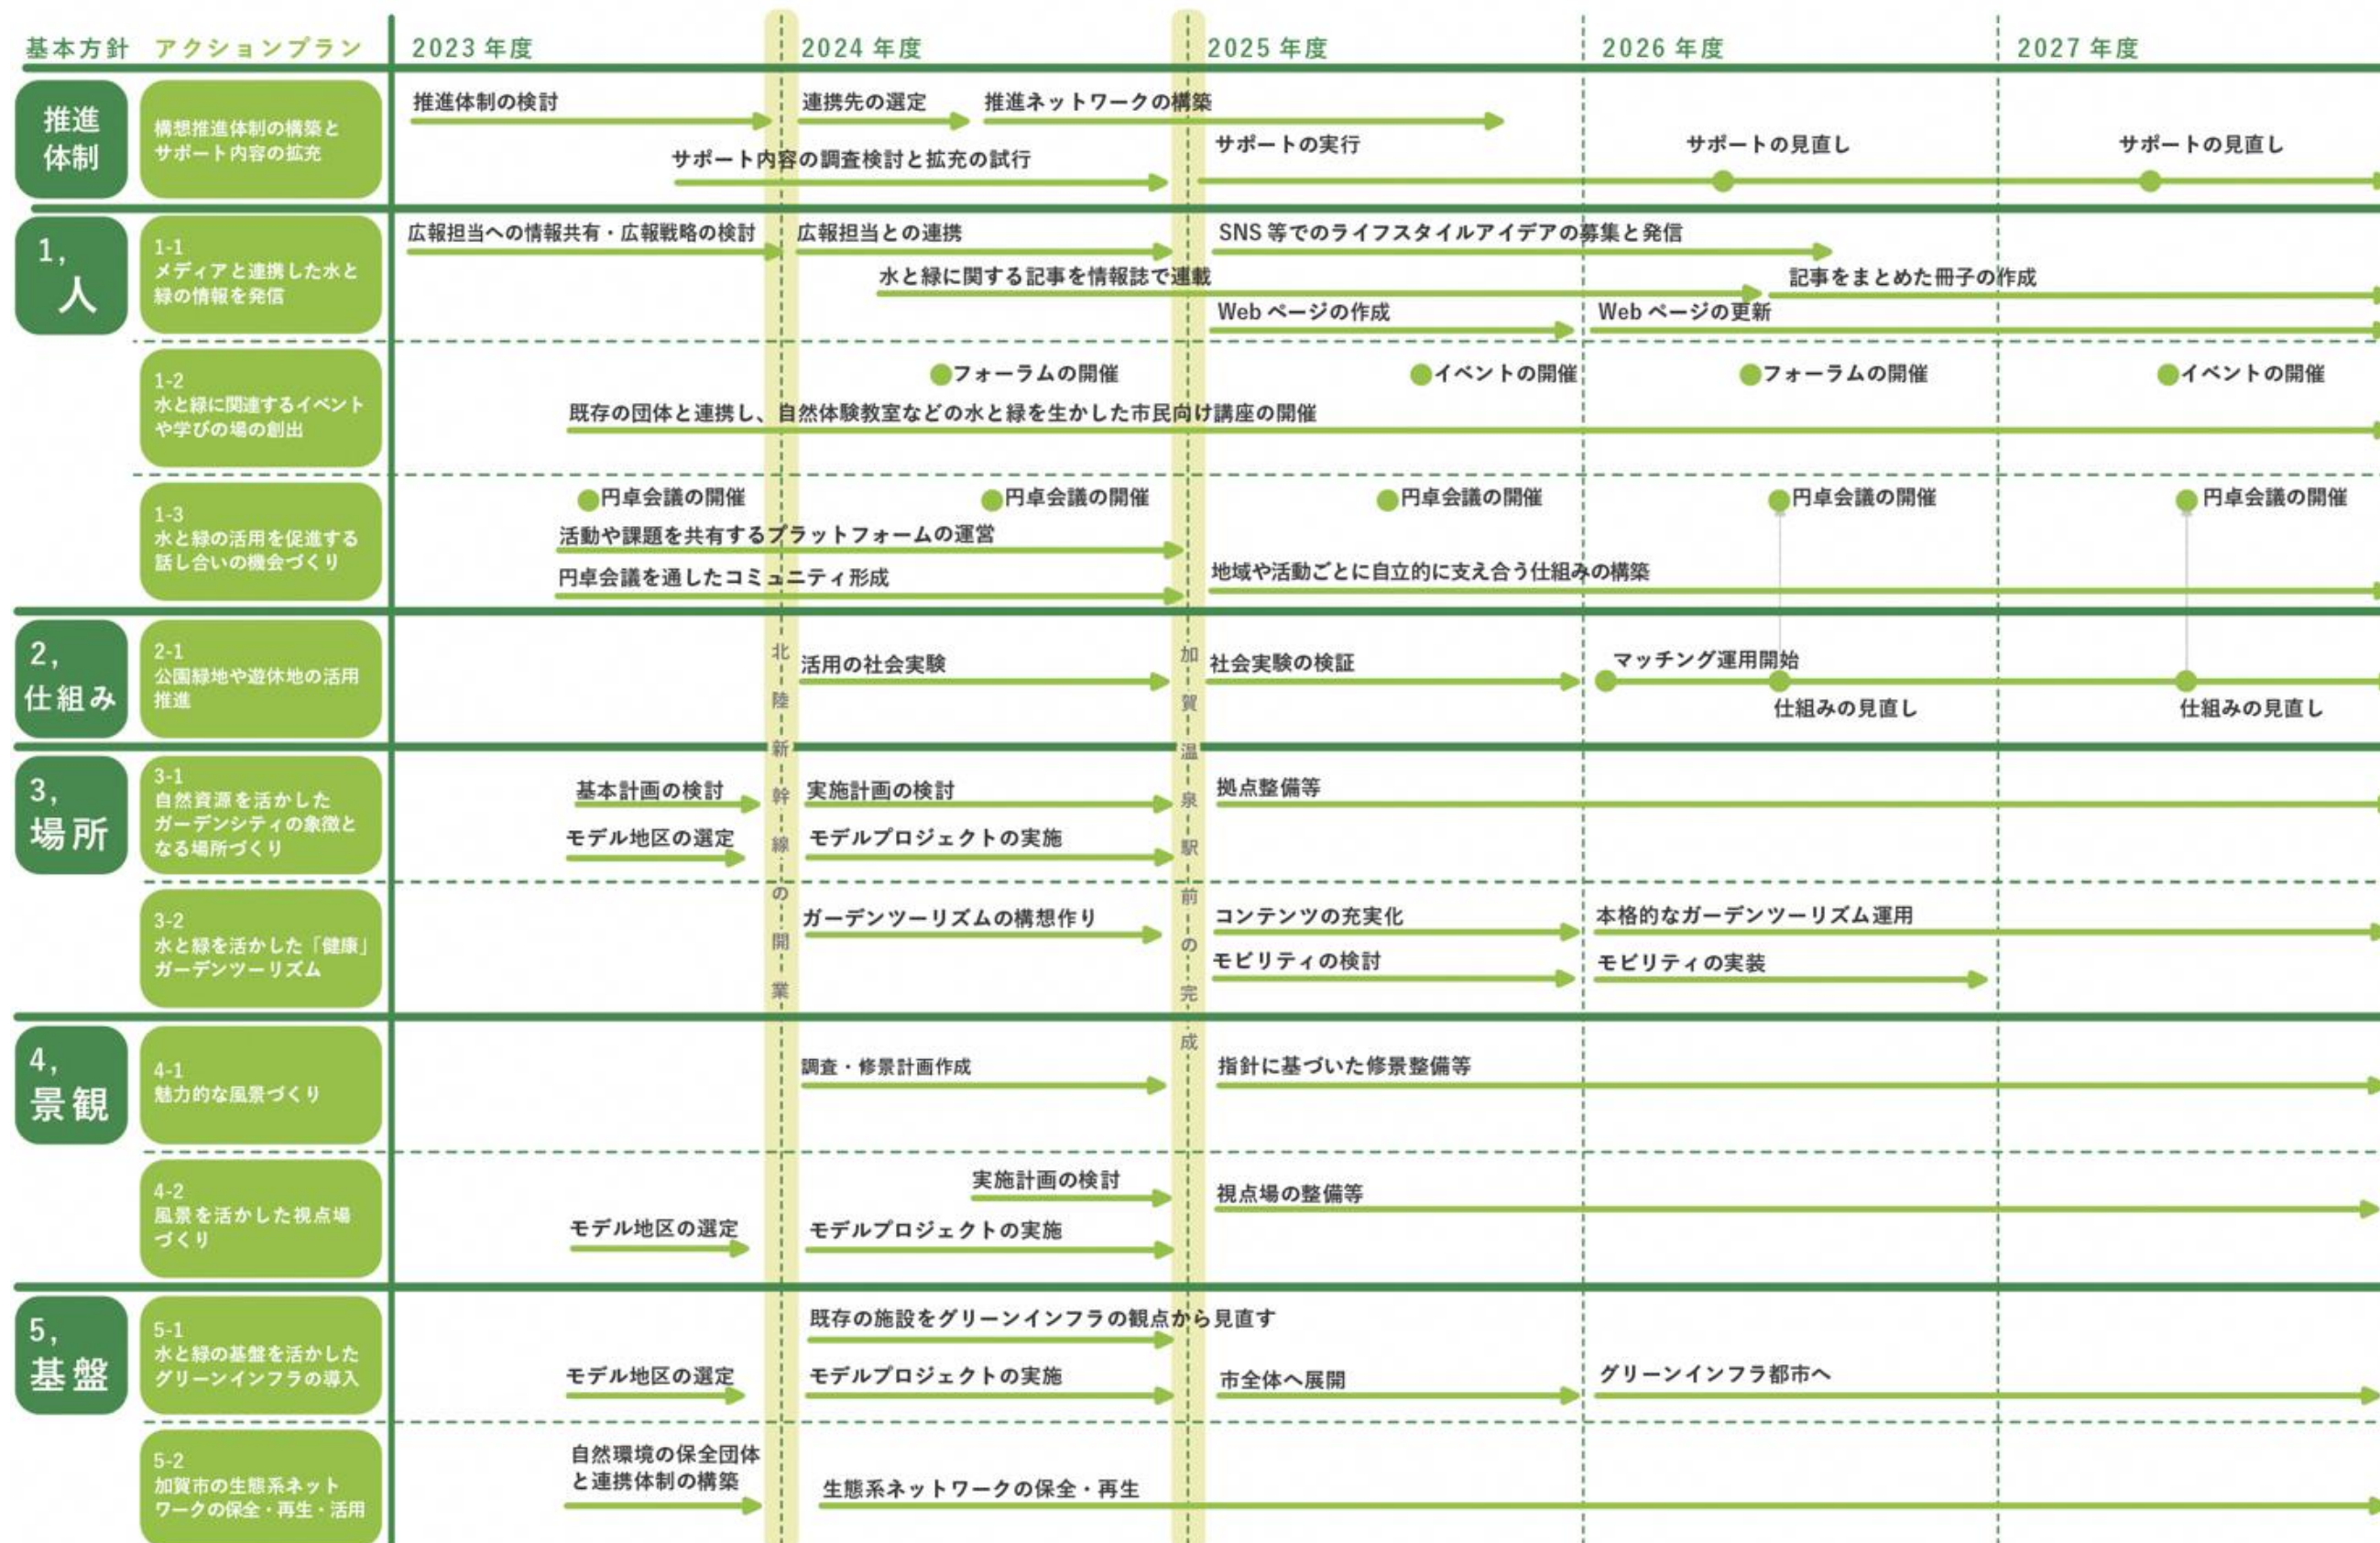 基本方針 アクションプラン 2023年度 2024年度 2025年度 2026年度 2027年度
推進
体制
構想推進体制の構築と
サポート内容の拡充
推進体制の検討
連携先の選定
推進ネットワークの構築
サポート内容の調査検討と拡充の試行
サポートの実行
サポートの見直し
サポートの見直し
1,
人
1-1
メディアと連携した水と
緑の情報を発信
広報担当への情報共有・広報戦略の検討
広報担当との連携
SNS等でのライフスタイルアイデアの募集と発信
水と緑に関する記事を情報誌で連載
記事をまとめた冊子の作成
Webページの作成
Webページの更新
1-2
水と緑に関連するイベント
や学びの場の創出
フォーラムの開催
イベントの開催
フォーラムの開催
イベントの開催
既存の団体と連携し、自然体験教室などの水と緑を生かした市民向け講座の開催
1-3
水と緑の活用を促進する
話し合いの機会づくり
円卓会議の開催
円卓会議の開催
円卓会議の開催
円卓会議の開催
円卓会議の開催
活動や課題を共有するプラットフォームの運営
円卓会議を通したコミュニティ形成
地域や活動ごとに自立的に支え合う仕組みの構築
2,
仕組み
2-1
公園緑地や遊休地の活用
推進
活用の社会実験
社会実験の検証
マッチング運用開始
仕組みの見直し
仕組みの見直し
北陸新幹線の開業
加賀温泉駅前の完成
3,
場所
3-1
自然資源を活かした
ガーデンシティの象徴と
なる場所づくり
基本計画の検討
実施計画の検討
拠点整備等
モデル地区の選定
モデルプロジェクトの実施
3-2
水と緑を活かした「健康」
ガーデンツーリズム
ガーデンツーリズムの構想作り
コンテンツの充実化
本格的なガーデンツーリズム運用
モビリティの検討
モビリティの実装
4,
景観
4-1
魅力的な風景づくり
調査・修景計画作成
指針に基づいた修景整備等
4-2
風景を活かした視点場
づくり
実施計画の検討
視点場の整備等
モデル地区の選定
モデルプロジェクトの実施
5,
基盤
5-1
水と緑の基盤を活かした
グリーンインフラの導入
既存の施設をグリーンインフラの観点から見直す
モデル地区の選定
モデルプロジェクトの実施
市全体へ展開
グリーンインフラ都市へ
5-2
加賀市の生態系ネット
ワークの保全・再生・活用
自然環境の保全団体
と連携体制の構築
生態系ネットワークの保全・再生